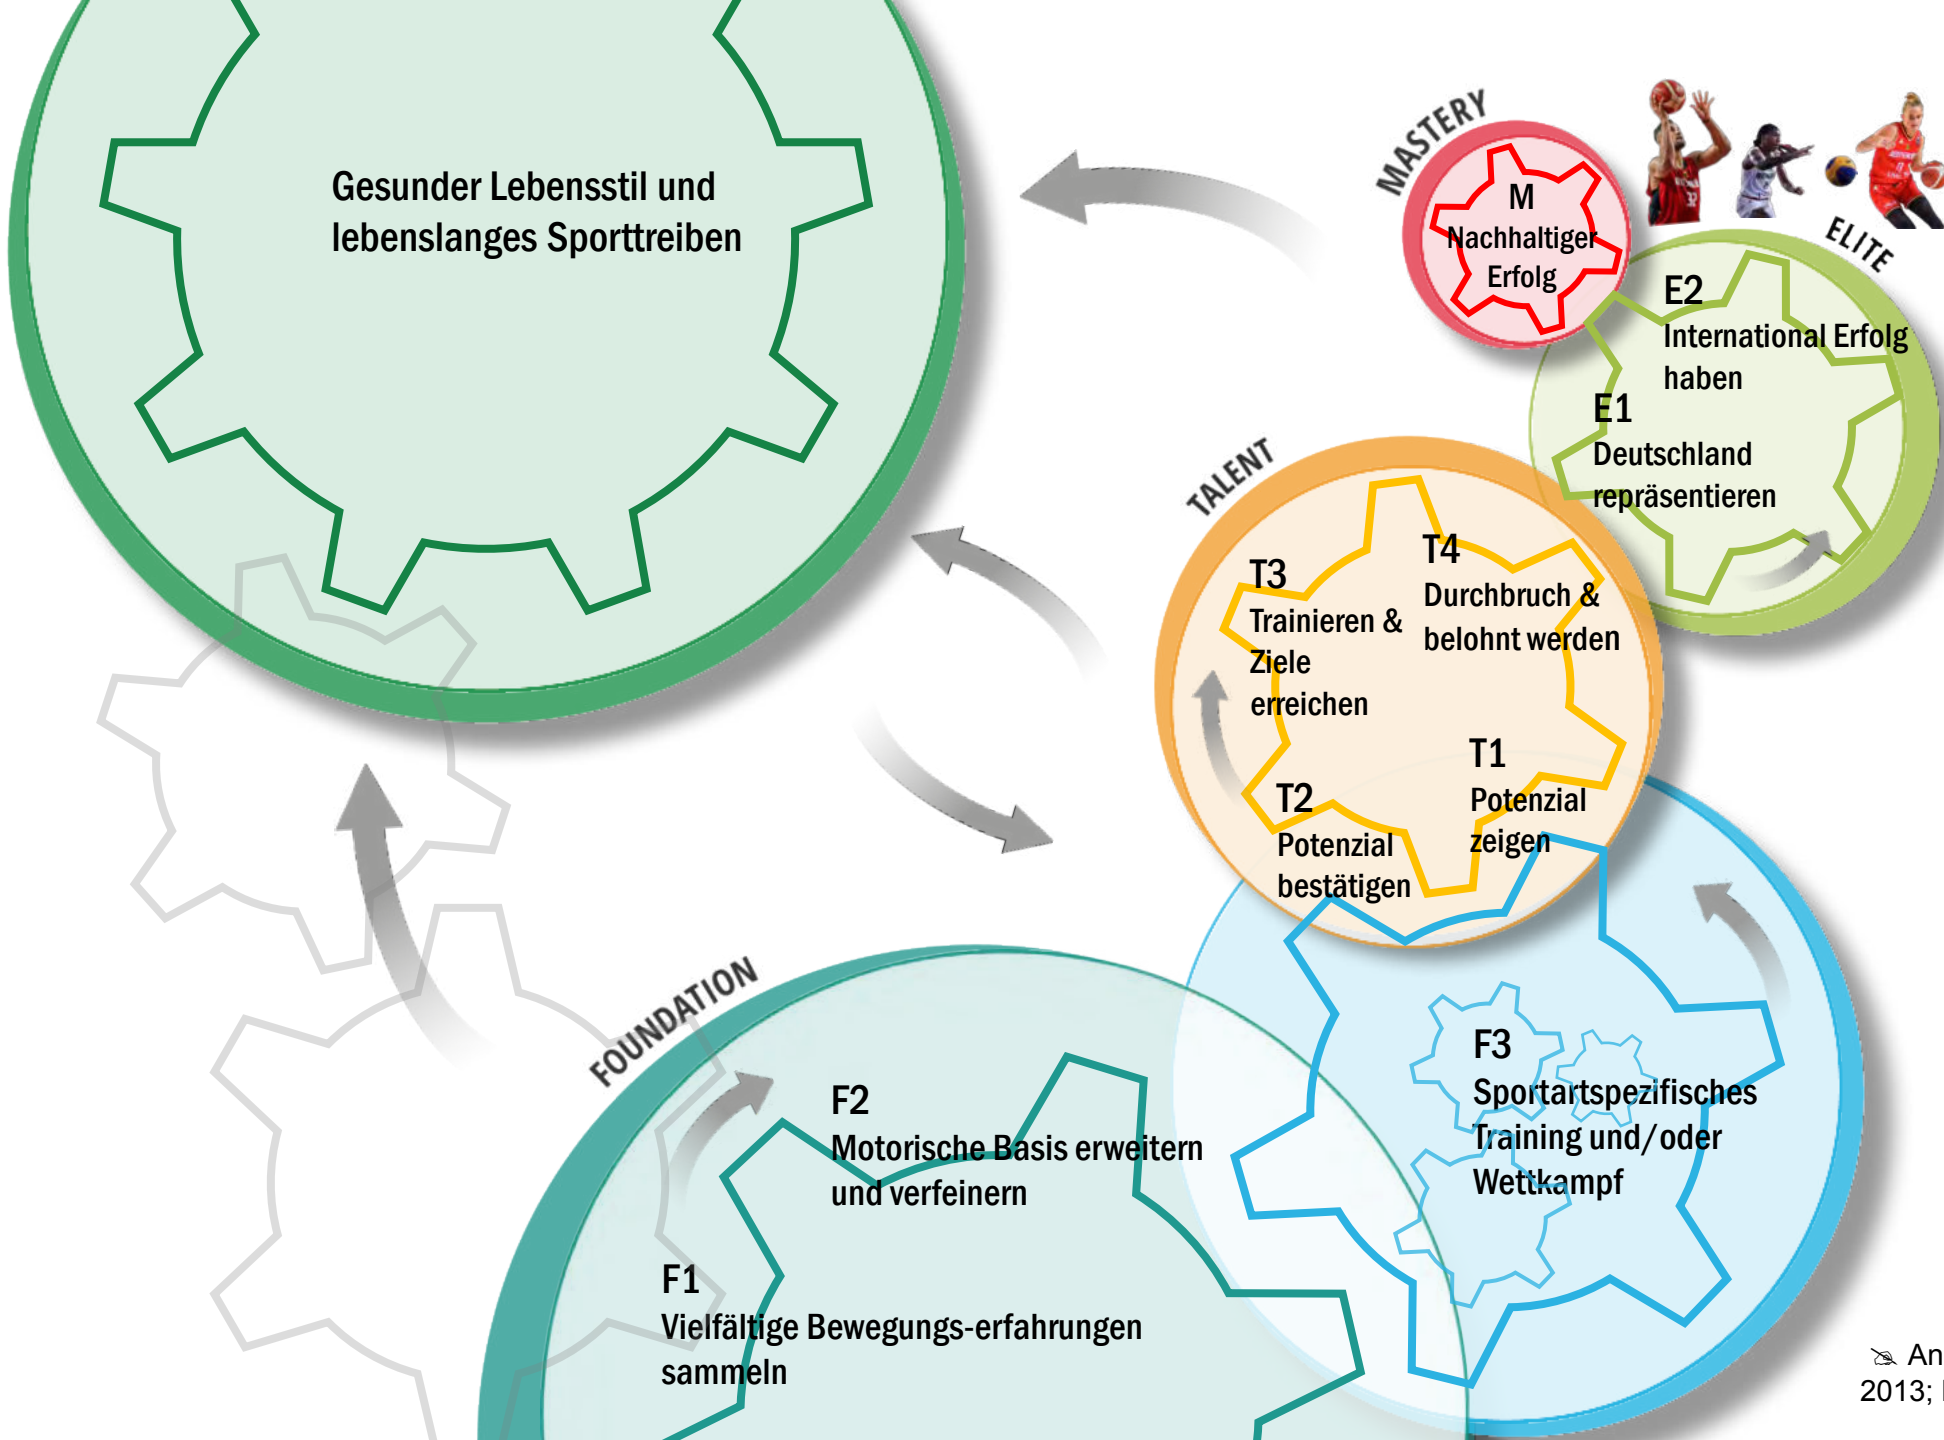 Gesunder Lebensstil und
lebenslanges Sporttreiben
MASTERY
M
Nachhaltiger
Erfolg
ELITE
E2
International Erfolg
haben
E1
Deutschland
repräsentieren
TALENT
T4
Durchbruch &
belohnt werden
T3
Trainieren &
Ziele
erreichen
T1
Potenzial
zeigen
T2
Potenzial
bestätigen
FOUNDATION
F3
Sportartspezifisches
Training und/oder
Wettkampf
F2
Motorische Basis erweitern
und verfeinern
F1
Vielfältige Bewegungs-erfahrungen
sammeln
An
2013;